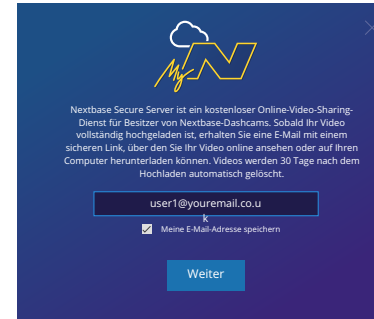 My N
Nextbase Secure Server ist ein kostenloser Online-Video-Sharing-
Dienst für Besitzer von Nextbase-Dashcams. Sobald Ihr Video
vollständig hochgeladen ist, erhalten Sie eine E-Mail mit einem
sicheren Link, über den Sie Ihr Video online ansehen oder auf Ihren
Computer herunterladen können. Videos werden 30 Tage nach dem
Hochladen automatisch gelöscht.
user1@youremail.co.u
k
Meine E-Mail-Adresse speichern
Weiter